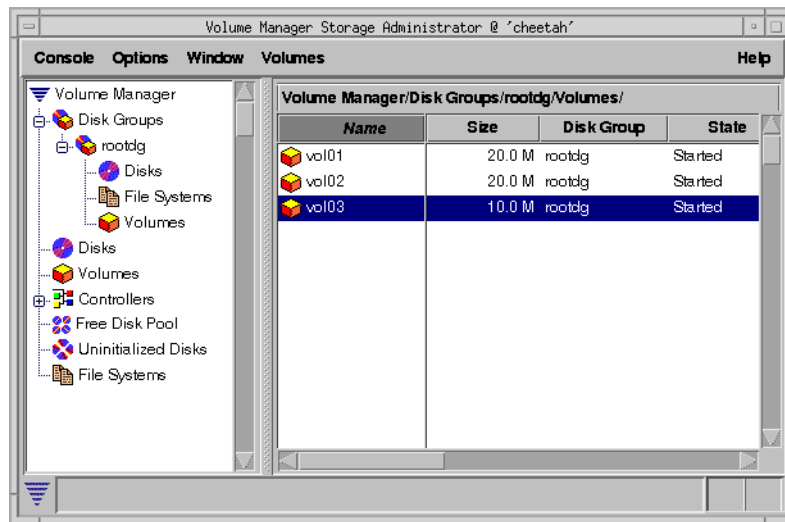 Volume Manager Storage Administrator @ 'cheetah'
Console Options Window Volumes Help
Volume Manager
Disk Groups
rootdg
Disks
File Systems
Volumes
Disks
Volumes
Controllers
Free Disk Pool
Uninitialized Disks
File Systems
Volume Manager/Disk Groups/rootdg/Volumes/
Name Size Disk Group State
vol01 20.0 M rootdg Started
vol02 20.0 M rootdg Started
vol03 10.0 M rootdg Started